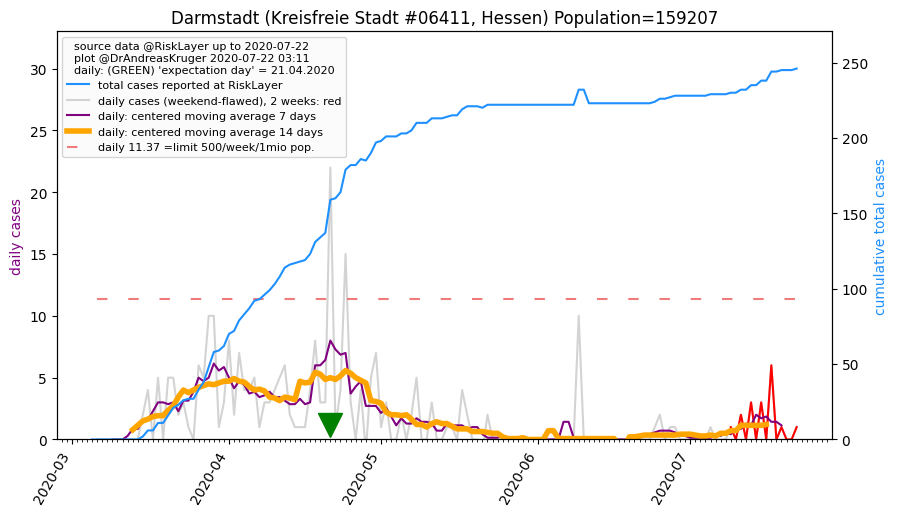 Darmstadt (Kreisfreie Stadt #06411, Hessen) Population=159207
source data @RiskLayer up to 2020-07-22
plot @DrAndreasKruger 2020-07-22 03:11
daily: (GREEN) 'expectation day' = 21.04.2020
total cases reported at RiskLayer
daily cases (weekend-flawed), 2 weeks: red
daily: centered moving average 7 days
daily: centered moving average 14 days
daily 11.37 =limit 500/week/1mio pop.
daily cases
30
25
20
15
10
5
0
cumulative total cases
250
200
150
100
50
0
2020-03
2020-04
2020-05
2020-06
2020-07